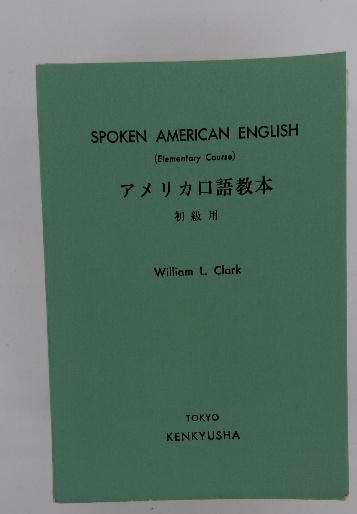 SPOKEN AMERICAN ENGLISH
(Elementary Course)
アメリカ口語教本
初級用
William L. Clark
TOKYO
KENKYUSHA